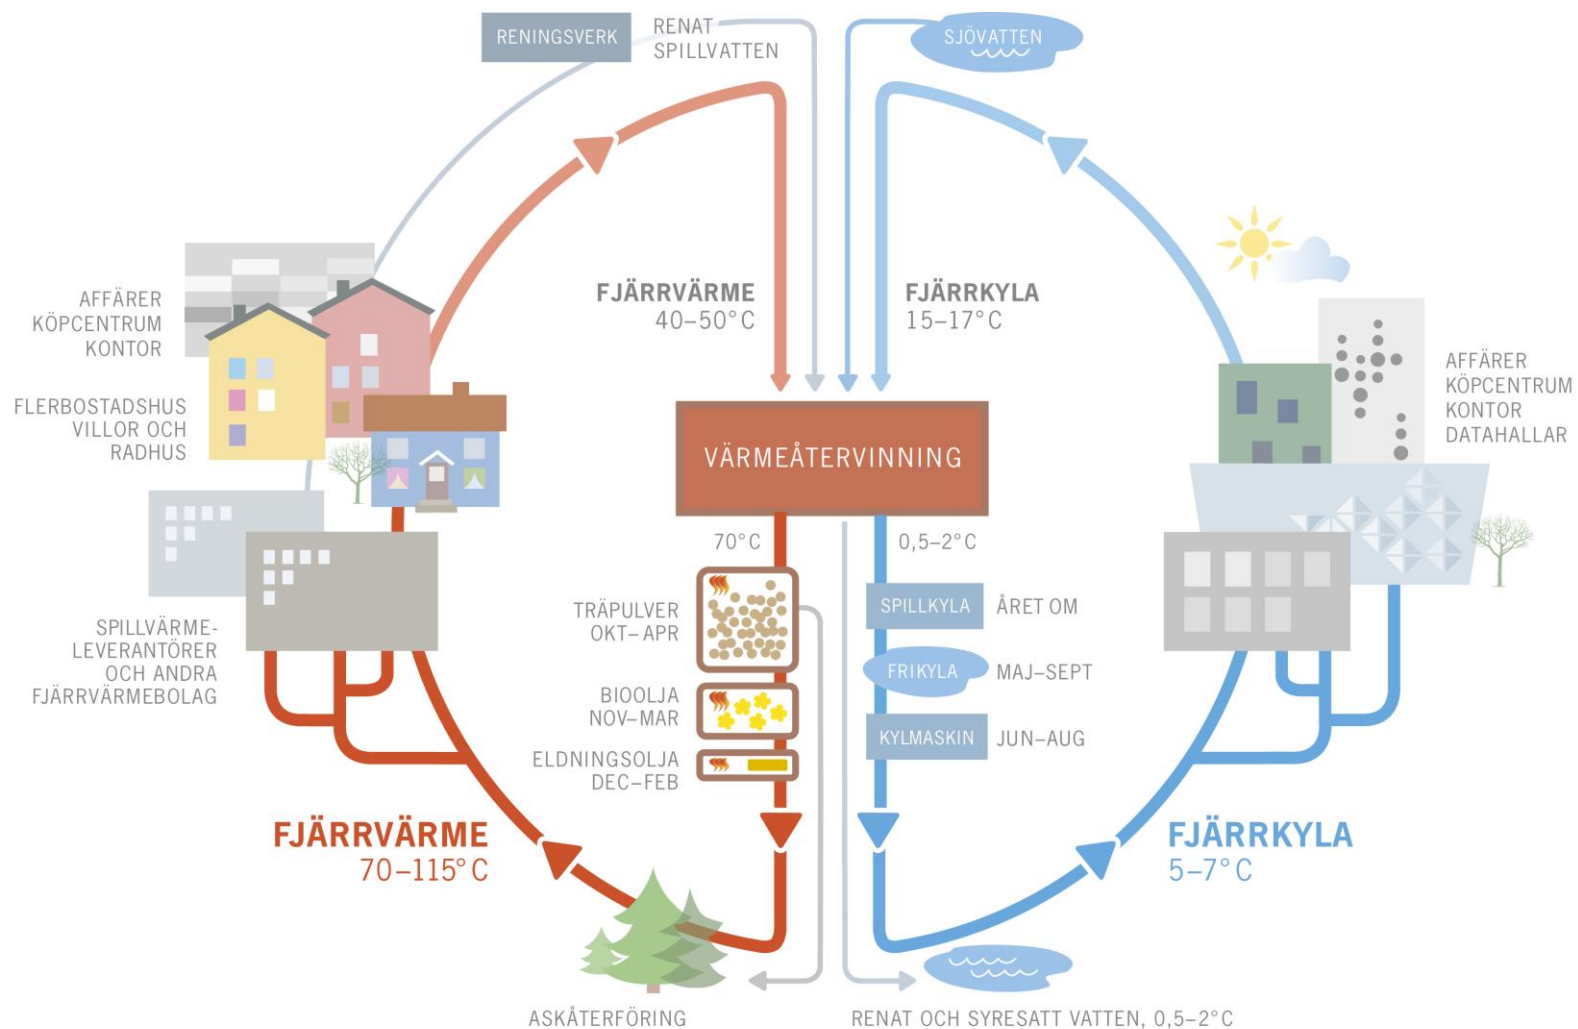 RENINGSVERK
RENAT
SPILLVATTEN
SJÖVATTEN
FJÄRRVÄRME
40–50°C
FJÄRRKYLA
15–17°C
AFFÄRER
KÖPCENTRUM
KONTOR
FLERBOSTADSHUS
VILLOR OCH
RADHUS
AFFÄRER
KÖPCENTRUM
KONTOR
DATAHALLAR
VÄRMEÅTERVINNING
70°C
0,5–2°C
TRÄPULVER
OKT–APR
SPILLKYLA
ÅRET OM
SPILLVÄRME-
LEVERANTÖRER
OCH ANDRA
FJÄRRVÄRMEBOLAG
FRIKYLA
MAJ–SEPT
BIOOLJA
NOV–MAR
KYLMASKIN
JUN–AUG
ELDNINGSOLJA
DEC–FEB
FJÄRRVÄRME
70–115°C
FJÄRRKYLA
5–7°C
ASKÅTERFÖRING
RENAT OCH SYRESATT VATTEN, 0,5–2°C